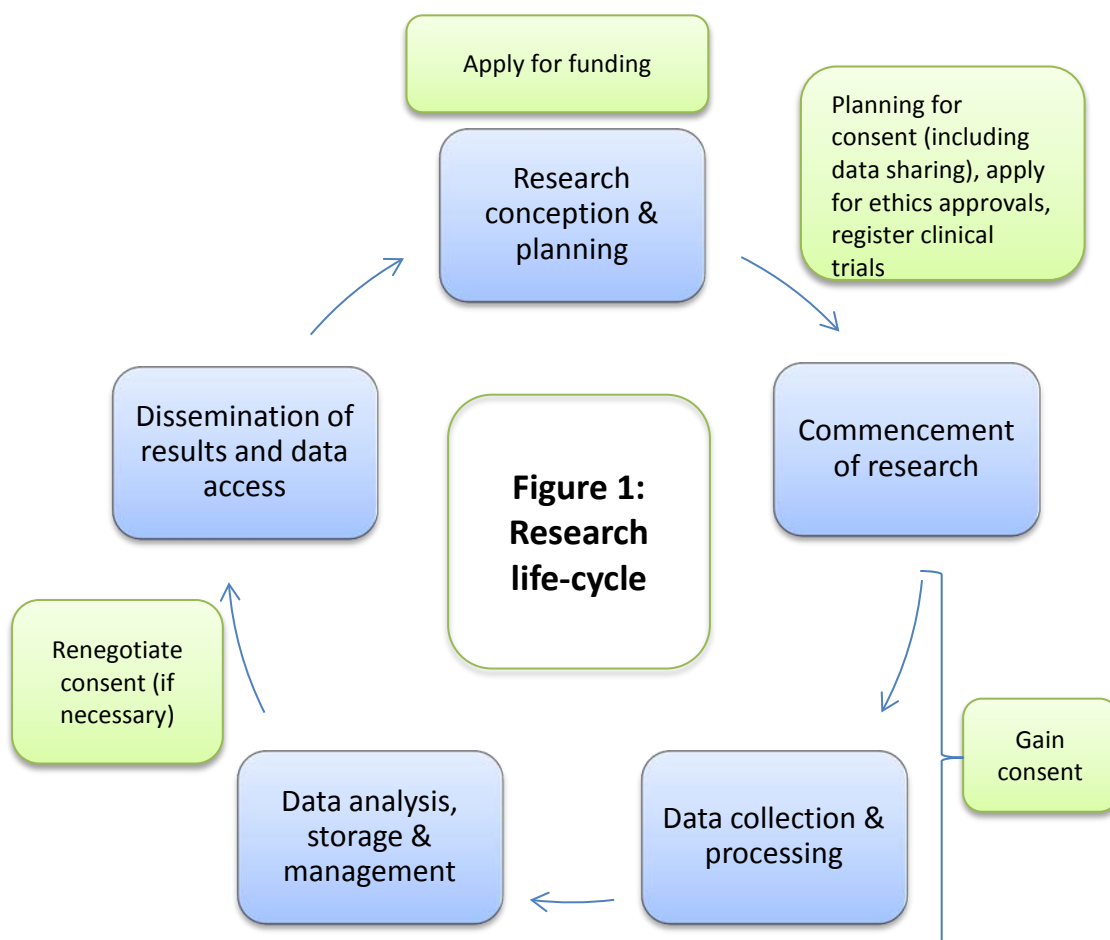 Apply for funding
Research
conception &
planning
Planning for
consent (including
data sharing), apply
for ethics approvals,
register clinical
trials
Commencement
of research
Gain
consent
Data collection &
processing
Data analysis,
storage &
management
Renegotiate
consent (if
necessary)
Dissemination of
results and data
access
Figure 1:
Research
life-cycle